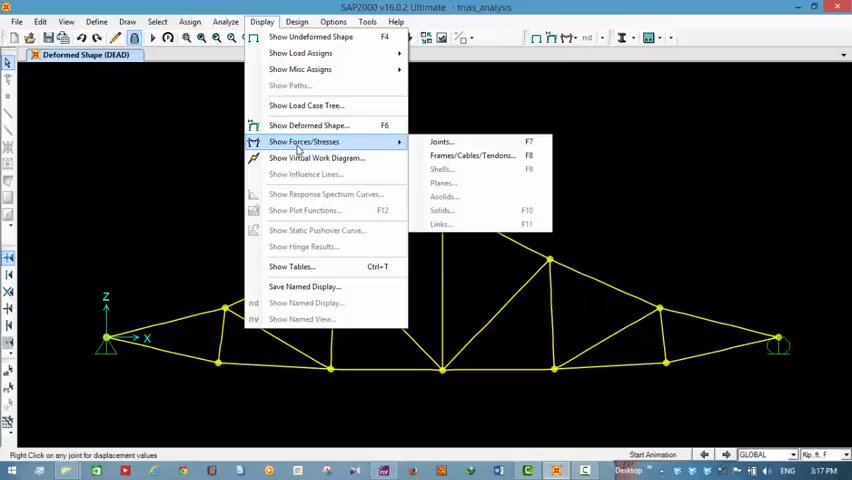 SAP2000 v16.0.2 Ultimate - truss_analysis
File Edit View Define Draw Select Assign Analyze Display Design Options Tools Help
Deformed Shape (DEAD)
Show Undeformed Shape F4
Show Load Assigns
Show Misc Assigns
Show Paths...
Show Load Case Tree...
Show Deformed Shape... F6
Show Forces/Stresses
Show Virtual Work Diagram...
Show Influence Lines...
Show Response Spectrum Curves...
Show Plot Functions... F12
Show Static Pushover Curve...
Show Hinge Results...
Show Tables... Ctrl+T
Save Named Display...
nd Show Named Display...
nv Show Named View...
Joints... F7
Frames/Cables/Tendons... F8
Shells... F9
Planes...
Asolids...
Solids... F10
Links... F11
nd
Z
X
Right Click on any joint for displacement values
Start Animation
GLOBAL
Kip, ft, F
Desktop
ENG
3:17 PM